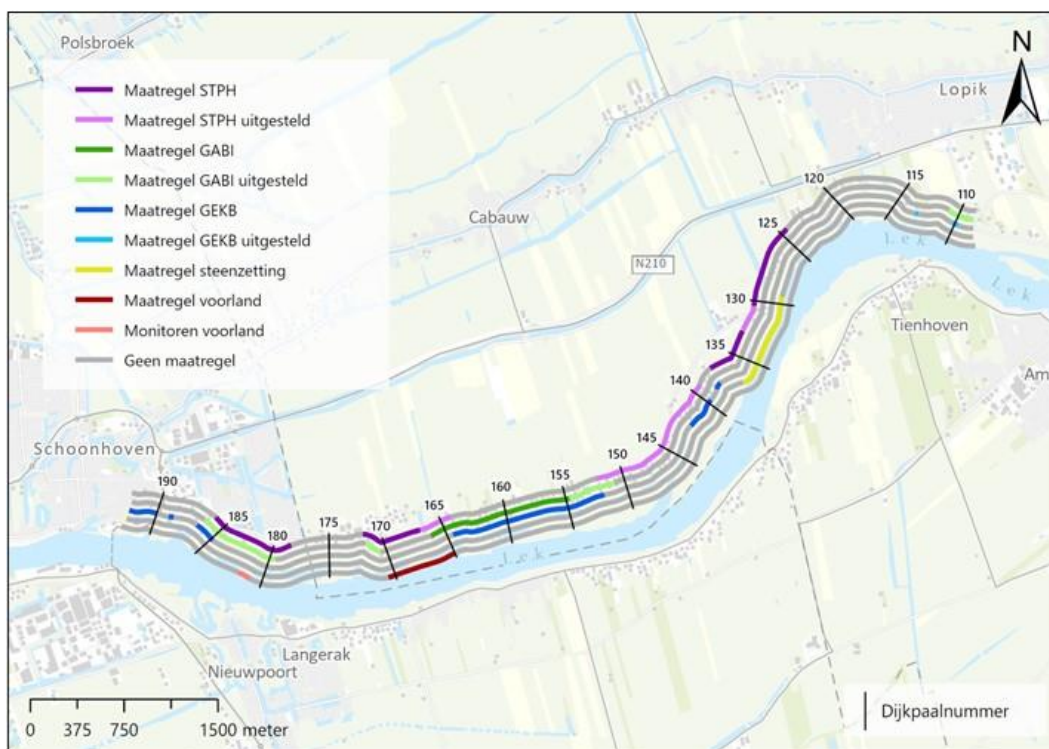 Polsbroek
N
Lopik
Maatregel STPH
Maatregel STPH uitgesteld
Maatregel GABI
Maatregel GABI uitgesteld
Maatregel GEKB
Maatregel GEKB uitgesteld
Maatregel steenzetting
Maatregel voorland
Monitoren voorland
Geen maatregel
Cabauw
N210
120
115
110
125
Lek
Lek
130
Tienhoven
135
Am
140
145
Schoonhoven
190
185
180
175
170
165
160
155
150
Lek
Langerak
Nieuwpoort
0 375 750 1500 meter
Dijkpaalnummer